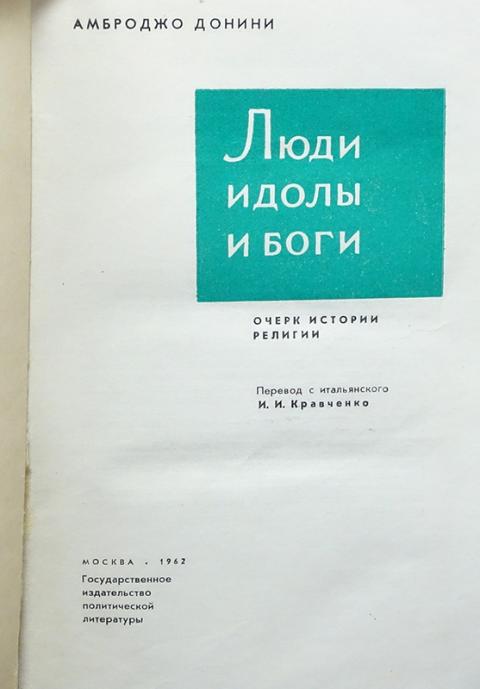 АМБРОДЖО ДОНИНИ
Люди
идолы
и боги
ОЧЕРК ИСТОРИИ
РЕЛИГИИ
Перевод с итальянского
И. И. Кравченко
МОСКВА . 1962
Государственное
издательство
политической
литературы